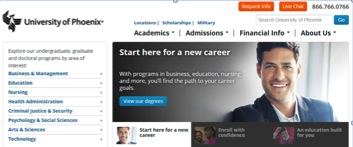 Request Info Live Chat 866.766.0766
University of Phoenix®
Locations | Scholarships | Military
Search University of Phoenix Go
Academics Admissions Financial Info About Us
Explore our undergraduate, graduate
and doctoral programs by area of
interest:
Business & Management
Education
Nursing
Health Administration
Criminal Justice & Security
Psychology & Social Sciences
Arts & Sciences
Technology
Start here for a new career
With programs in business, education, nursing
and more, you'll find the path to your career
goals.
View our degrees
Start here for a new
career
Enroll with
confidence
An education built
for you